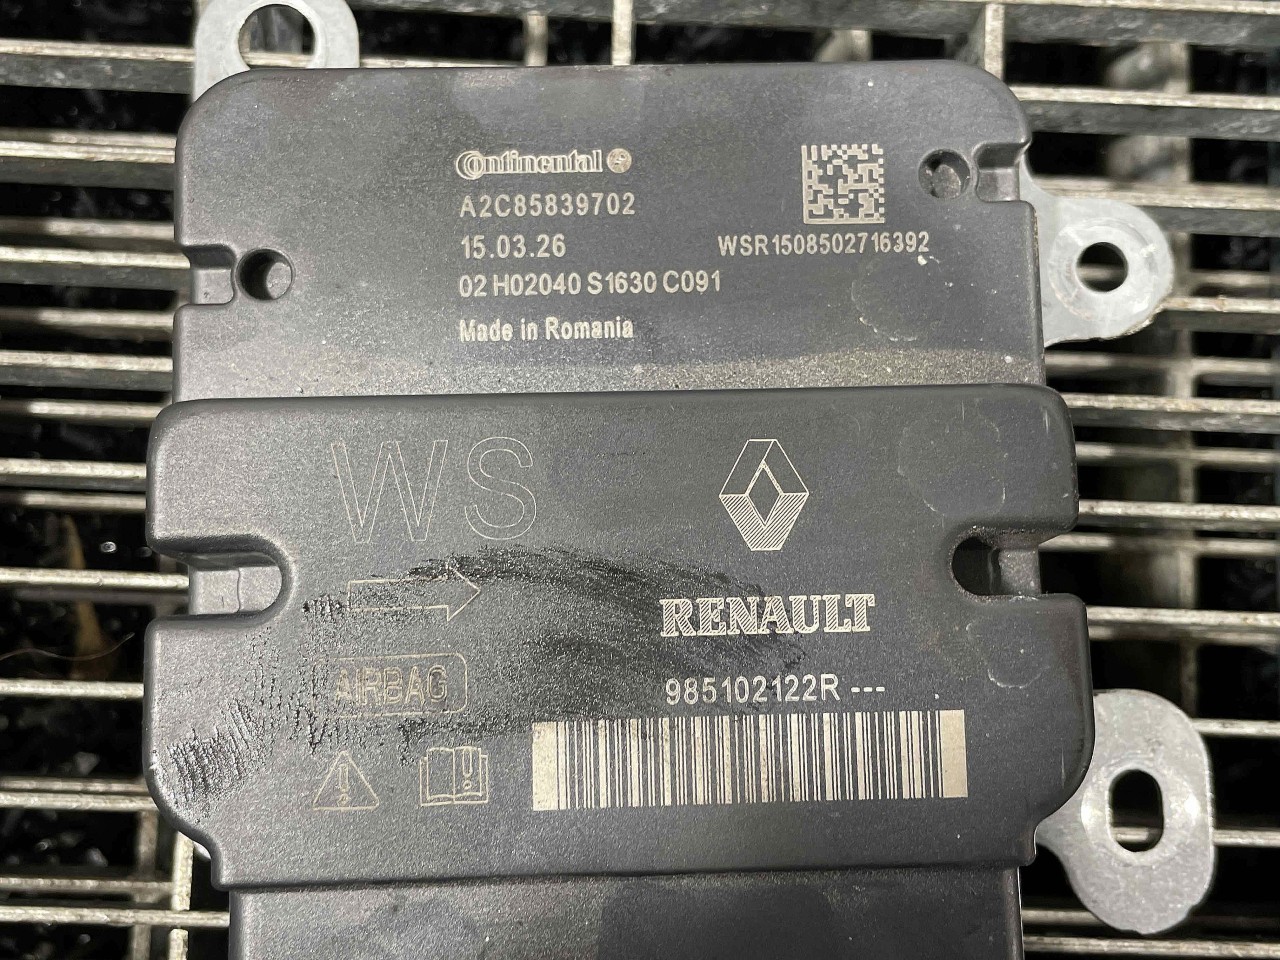 Continental
A2C85839702
15.03.26
WSR1508502716392
02 H02040 S1630 C091
Made in Romania
WS
RENAULT
AIRBAG
985102122R ---